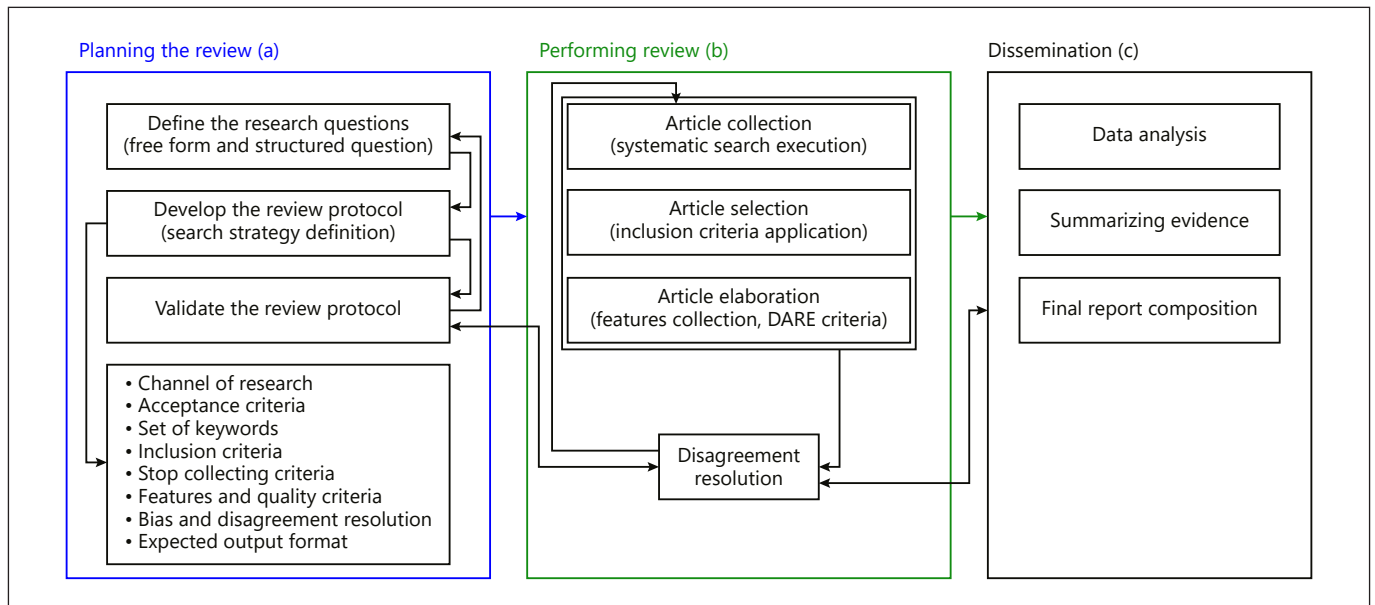 Planning the review (a)
Define the research questions
(free form and structured question)
Develop the review protocol
(search strategy definition)
Validate the review protocol
• Channel of research
• Acceptance criteria
• Set of keywords
• Inclusion criteria
• Stop collecting criteria
• Features and quality criteria
• Bias and disagreement resolution
• Expected output format
Performing review (b)
Article collection
(systematic search execution)
Article selection
(inclusion criteria application)
Article elaboration
(features collection, DARE criteria)
Disagreement
resolution
Dissemination (c)
Data analysis
Summarizing evidence
Final report composition